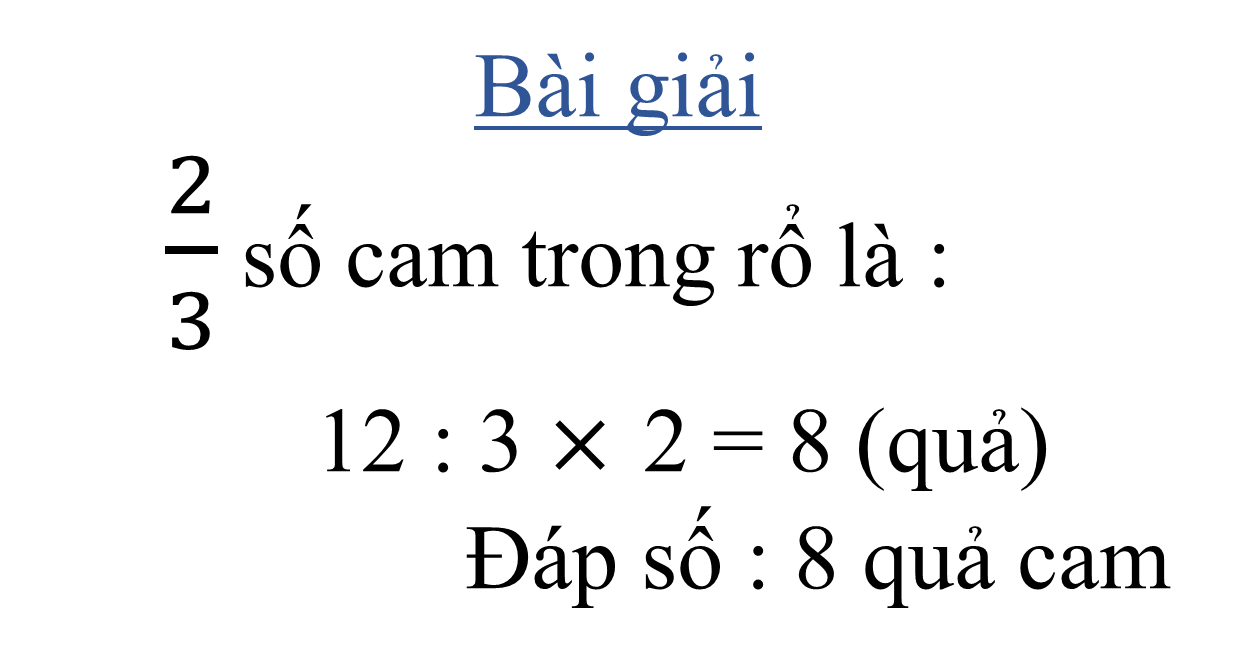 Bài giải
2/3 số cam trong rổ là :
12 : 3 × 2 = 8 (quả)
Đáp số : 8 quả cam